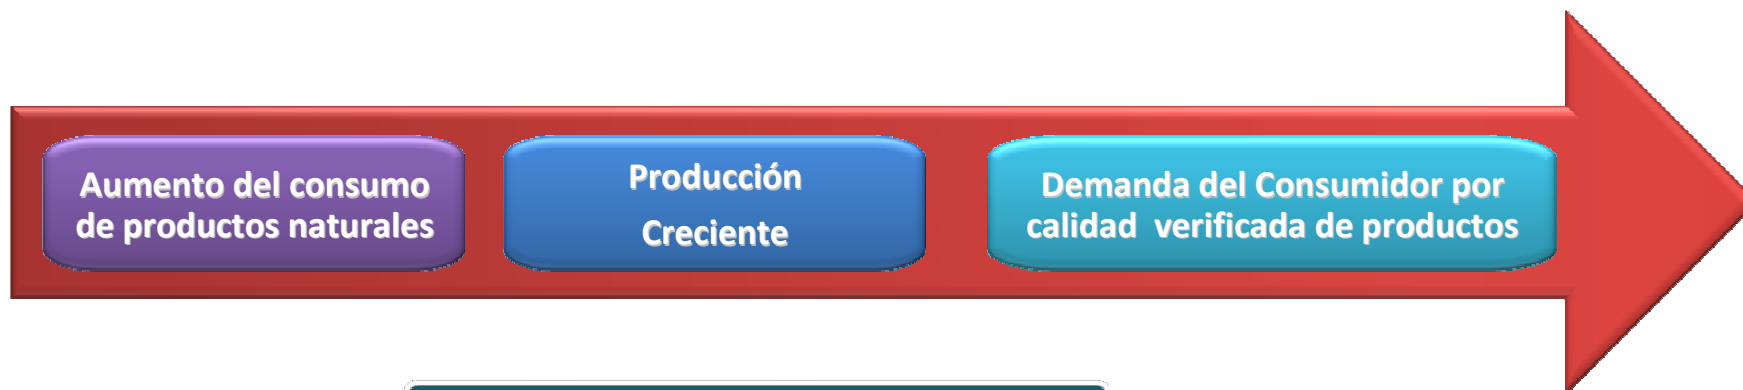 Aumento del consumo
de productos naturales
Producción
Creciente
Demanda del Consumidor por
calidad verificada de productos